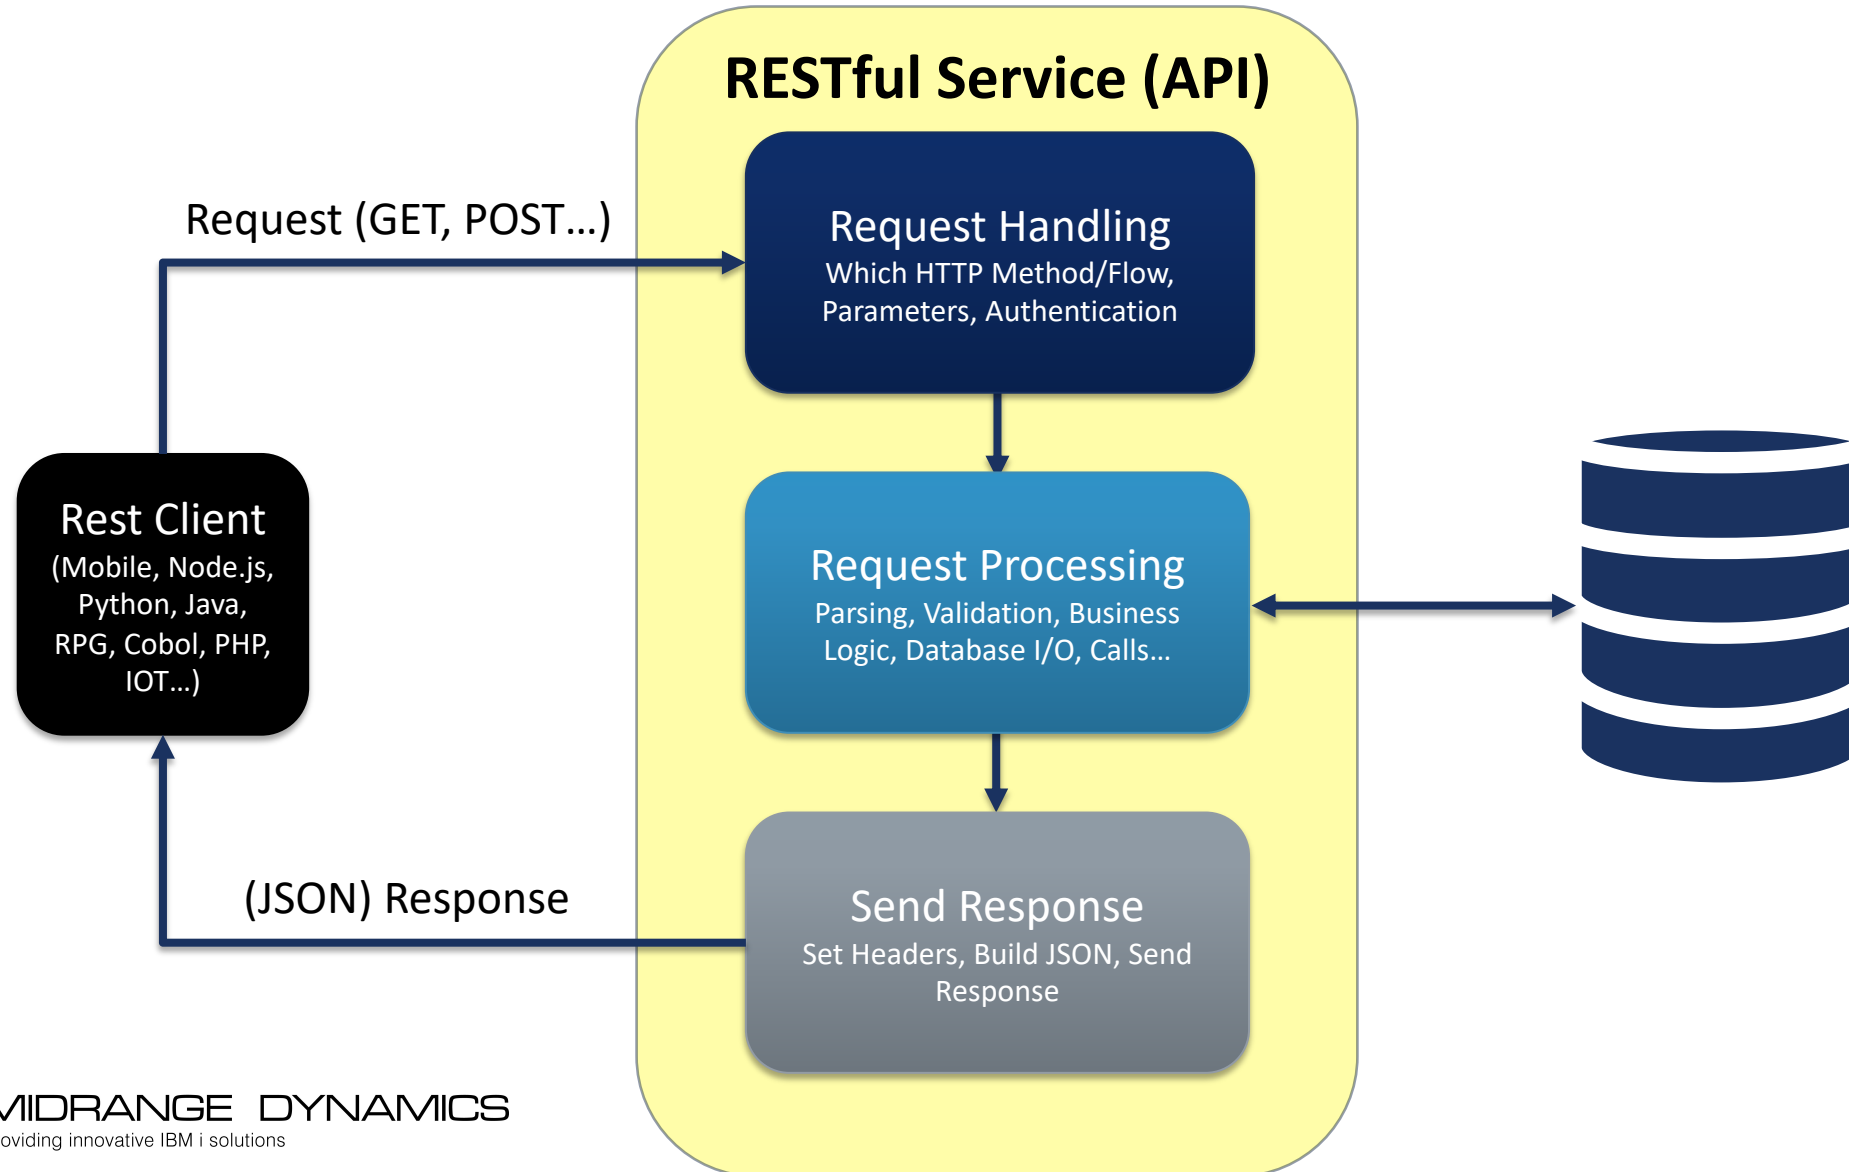 RESTful Service (API)
Request (GET, POST...)
Request Handling
Which HTTP Method/Flow,
Parameters, Authentication
Rest Client
(Mobile, Node.js,
Python, Java,
RPG, Cobol, PHP,
IOT...)
Request Processing
Parsing, Validation, Business
Logic, Database I/O, Calls...
(JSON) Response
Send Response
Set Headers, Build JSON, Send
Response
MIDRANGE DYNAMICS
oviding innovative IBM i solutions